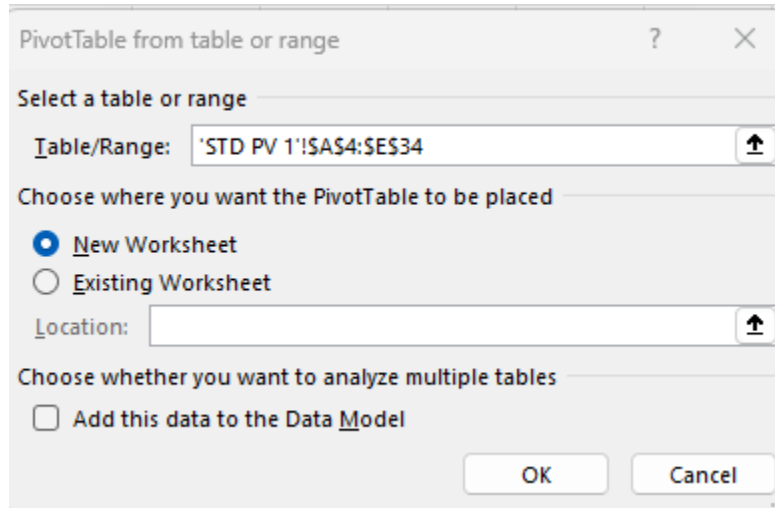 PivotTable from table or range ?
Select a table or range
Table/Range: 'STD PV 1'!$A$4:$E$34
Choose where you want the PivotTable to be placed
New Worksheet
Existing Worksheet
Location:
Choose whether you want to analyze multiple tables
Add this data to the Data Model
OK Cancel